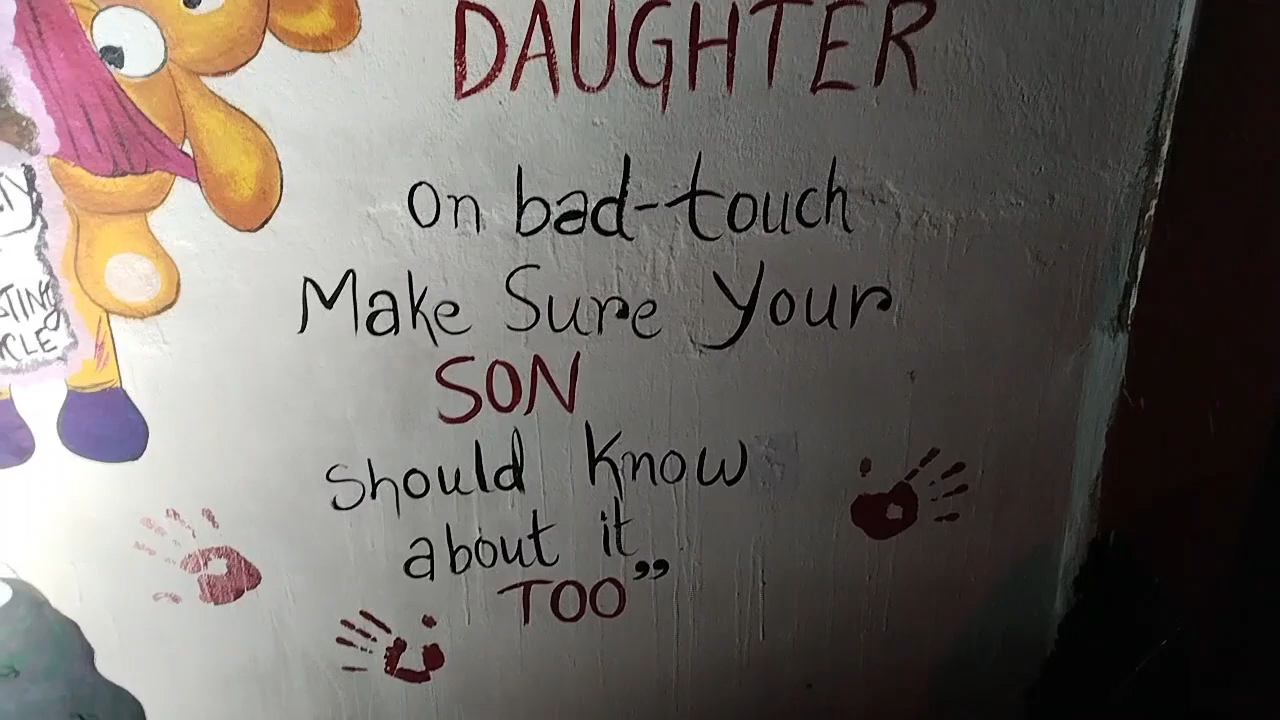 DAUGHTER
on bad-touch
Make Sure Your
SON
Should Know
about it
TOO”